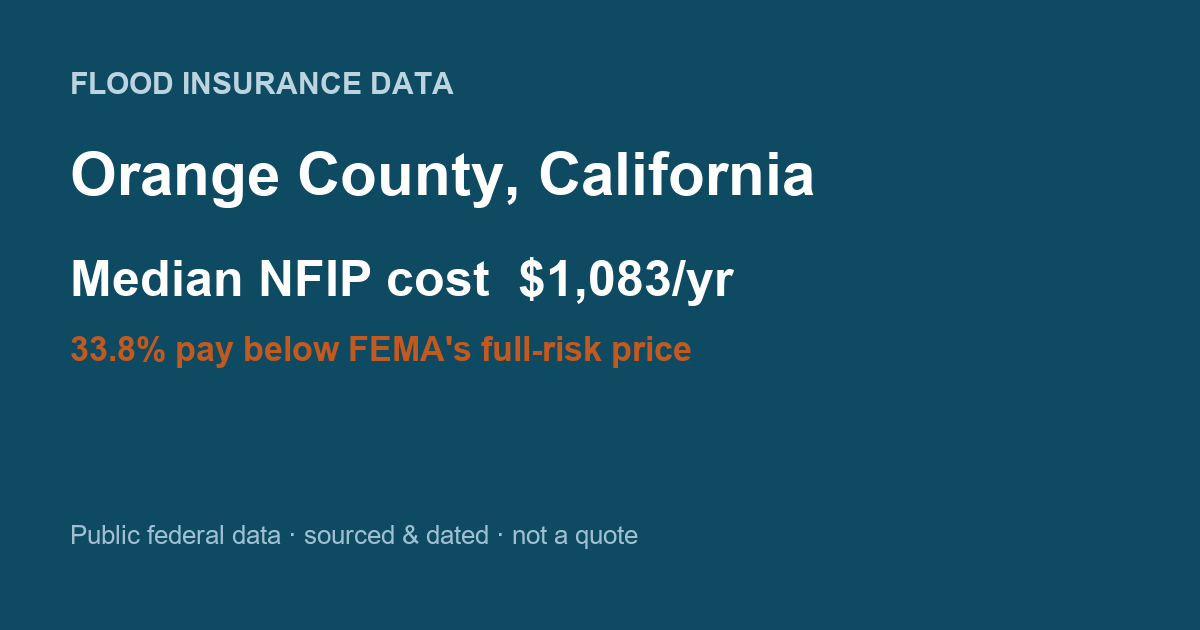 FLOOD INSURANCE DATA
Orange County, California
Median NFIP cost  $1,083/yr
33.8% pay below FEMA's full-risk price
Public federal data · sourced & dated · not a quote